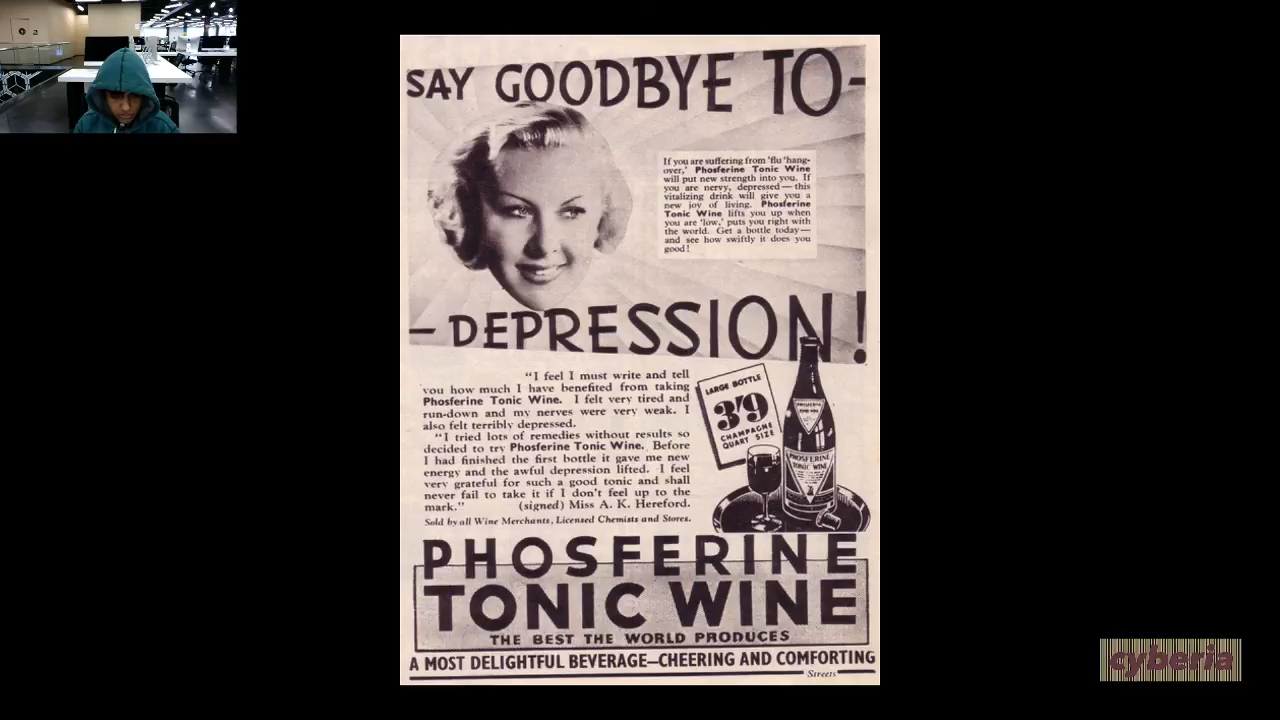 SAY GOODBYE TO-
If you are suffering from 'flu 'hang-
over,' Phosferine Tonic Wine
will put new strength into you. If
you are nervy, depressed — this
vitalizing drink will give you a
new joy of living. Phosferine
Tonic Wine lifts you up when
you are 'low,' puts you right with
the world. Get a bottle today—
and see how swiftly it does you
good!
– DEPRESSION!
"I feel I must write and tell
you how much I have benefited from taking
Phosferine Tonic Wine. I felt very tired and
run-down and my nerves were very weak. I
also felt terribly depressed.
"I tried lots of remedies without results so
decided to try Phosferine Tonic Wine. Before
I had finished the first bottle it gave me new
energy and the awful depression lifted. I feel
very grateful for such a good tonic and shall
never fail to take it if I don't feel up to the
mark." (signed) Miss A. K. Hereford.
Sold by all Wine Merchants, Licensed Chemists and Stores.
LARGE BOTTLE
3'9
CHAMPAGNE
QUART SIZE
PHOSFERINE
TONIC WINE
PHOSFERINE
TONIC WINE
PHOSFERINE
TONIC WINE
THE BEST THE WORLD PRODUCES
A MOST DELIGHTFUL BEVERAGE—CHEERING AND COMFORTING
Streets
cyberia